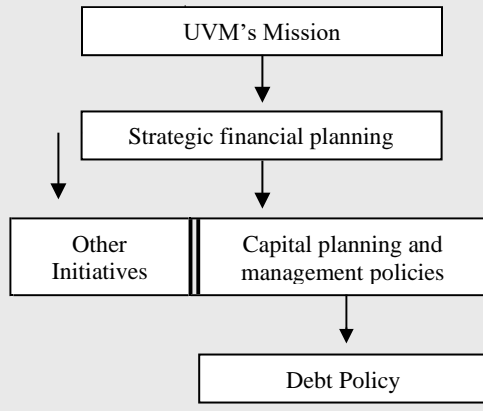 UVM’s Mission
Strategic financial planning
Other
Initiatives
Capital planning and
management policies
Debt Policy